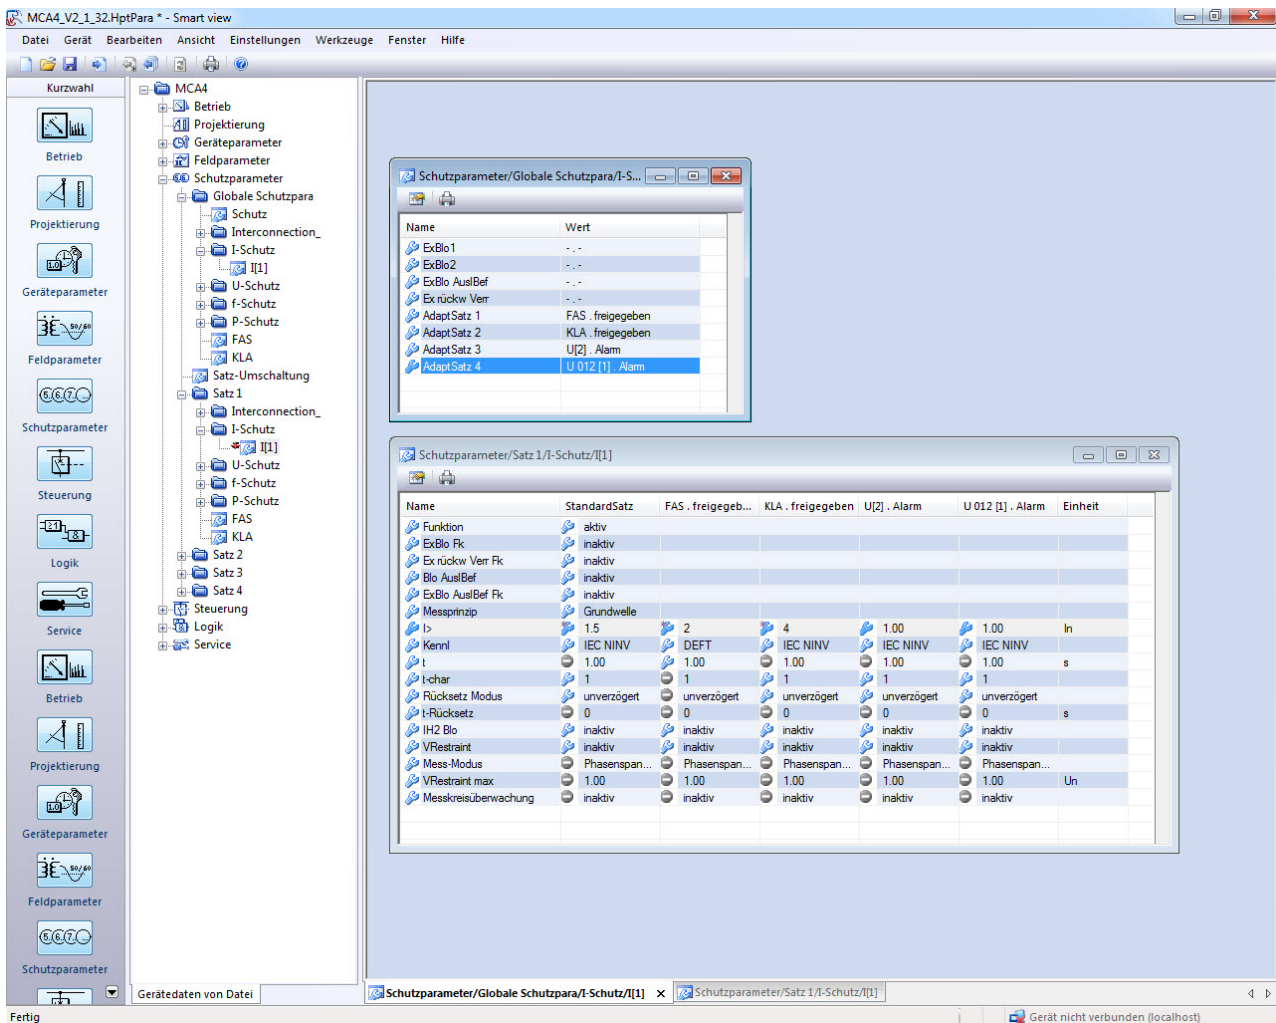 MCA4_V2_1_32.HptPara * - Smart view
Datei Gerät Bearbeiten Ansicht Einstellungen Werkzeuge Fenster Hilfe
Kurzwahl
Betrieb
Projektierung
Geräteparameter
Feldparameter
Schutzparameter
Steuerung
Logik
Service
Betrieb
Projektierung
Geräteparameter
Feldparameter
Schutzparameter
MCA4
Betrieb
Projektierung
Geräteparameter
Feldparameter
Schutzparameter
Globale Schutzpara
Schutz
Interconnection_
I-Schutz
I[1]
U-Schutz
f-Schutz
P-Schutz
FAS
KLA
Satz-Umschaltung
Satz 1
Interconnection_
I-Schutz
I[1]
U-Schutz
f-Schutz
P-Schutz
FAS
KLA
Satz 2
Satz 3
Satz 4
Steuerung
Logik
Service
Gerätedaten von Datei
Schutzparameter/Globale Schutzpara/I-S...
Name Wert
ExBlo1 - . -
ExBlo2 - . -
ExBlo AuslBef - . -
Ex rückw Verr - . -
AdaptSatz 1 FAS . freigegeben
AdaptSatz 2 KLA . freigegeben
AdaptSatz 3 U[2] . Alarm
AdaptSatz 4 U 012 [1] . Alarm
Schutzparameter/Satz 1/I-Schutz/I[1]
Name StandardSatz FAS . freigegeb... KLA . freigegeben U[2] . Alarm U 012 [1] . Alarm Einheit
Funktion aktiv
ExBlo Fk inaktiv
Ex rückw Verr Fk inaktiv
Blo AuslBef inaktiv
ExBlo AuslBef Fk inaktiv
Messprinzip Grundwelle
I> 1.5 2 4 1.00 1.00 In
Kennl IEC NINV DEFT IEC NINV IEC NINV IEC NINV
t 1.00 1.00 1.00 1.00 1.00 s
t-char 1 1 1 1 1
Rücksetz Modus unverzögert unverzögert unverzögert unverzögert unverzögert
t-Rücksetz 0 0 0 0 0 s
IH2 Blo inaktiv inaktiv inaktiv inaktiv inaktiv
VRestraint inaktiv inaktiv inaktiv inaktiv inaktiv
Mess-Modus Phasenspan... Phasenspan... Phasenspan... Phasenspan... Phasenspan...
VRestraint max 1.00 1.00 1.00 1.00 1.00 Un
Messkreisüberwachung inaktiv inaktiv inaktiv inaktiv inaktiv
Schutzparameter/Globale Schutzpara/I-Schutz/I[1] x Schutzparameter/Satz 1/I-Schutz/I[1]
Fertig Gerät nicht verbunden (localhost)